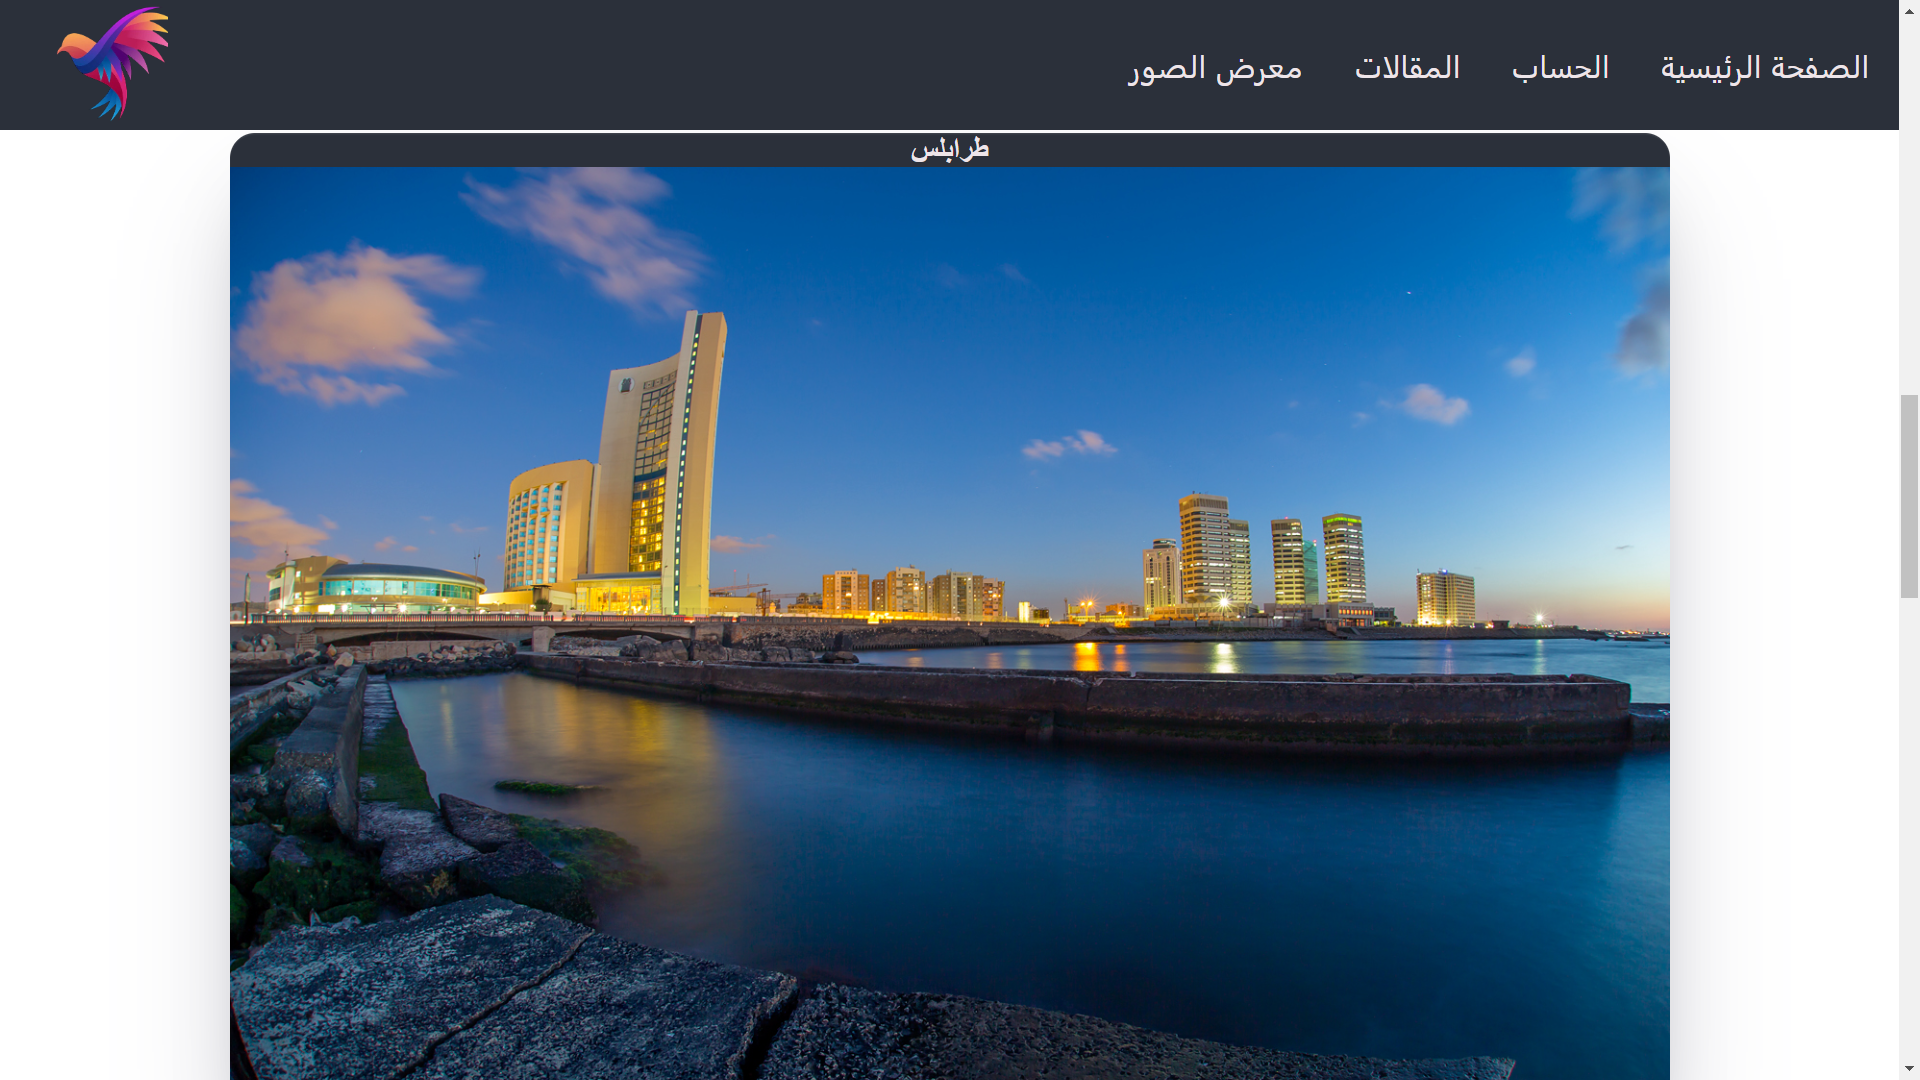 الصفحة الرئيسية
الحساب
المقالات
معرض الصور
طرابلس